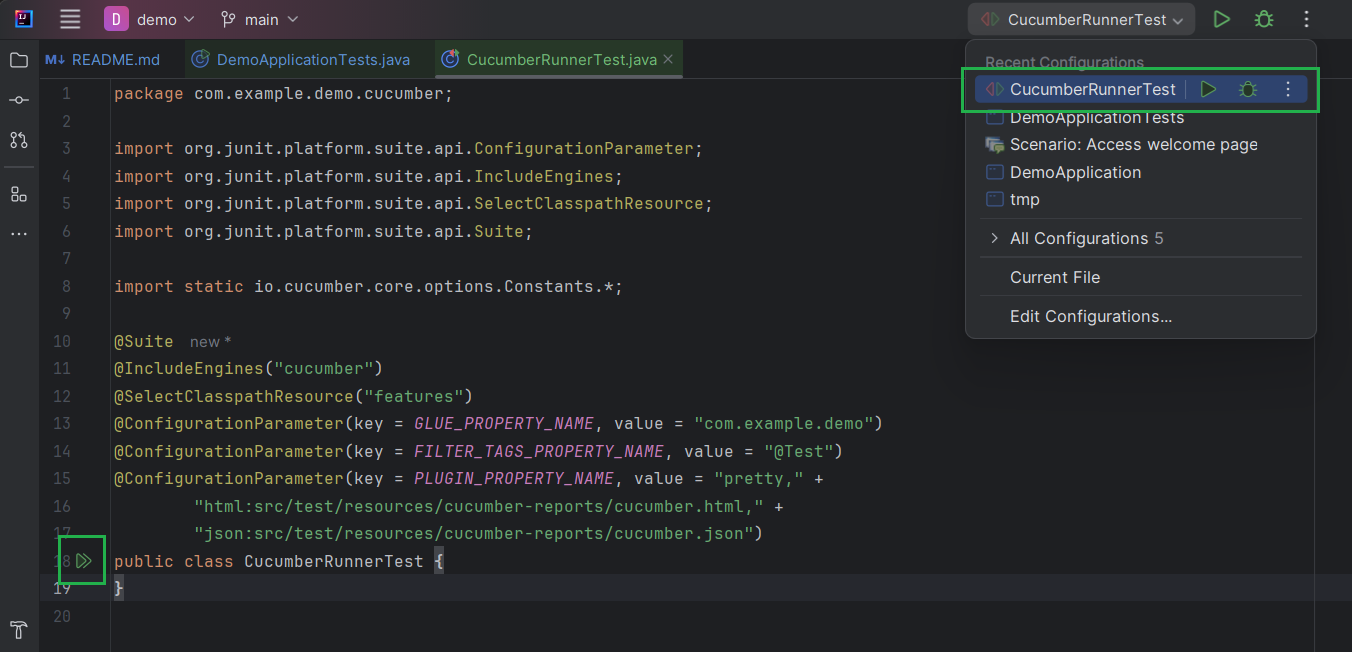 IJ D demo main CucumberRunnerTest
M↓ README.md DemoApplicationTests.java CucumberRunnerTest.java
Recent Configurations
CucumberRunnerTest
DemoApplicationTests
Scenario: Access welcome page
DemoApplication
tmp
All Configurations 5
Current File
Edit Configurations...
1 package com.example.demo.cucumber;
2
3 import org.junit.platform.suite.api.ConfigurationParameter;
4 import org.junit.platform.suite.api.IncludeEngines;
5 import org.junit.platform.suite.api.SelectClasspathResource;
6 import org.junit.platform.suite.api.Suite;
7
8 import static io.cucumber.core.options.Constants.*;
9
10 @Suite new *
11 @IncludeEngines("cucumber")
12 @SelectClasspathResource("features")
13 @ConfigurationParameter(key = GLUE_PROPERTY_NAME, value = "com.example.demo")
14 @ConfigurationParameter(key = FILTER_TAGS_PROPERTY_NAME, value = "@Test")
15 @ConfigurationParameter(key = PLUGIN_PROPERTY_NAME, value = "pretty," +
16 "html:src/test/resources/cucumber-reports/cucumber.html," +
17 "json:src/test/resources/cucumber-reports/cucumber.json")
18 public class CucumberRunnerTest {
19 }
20